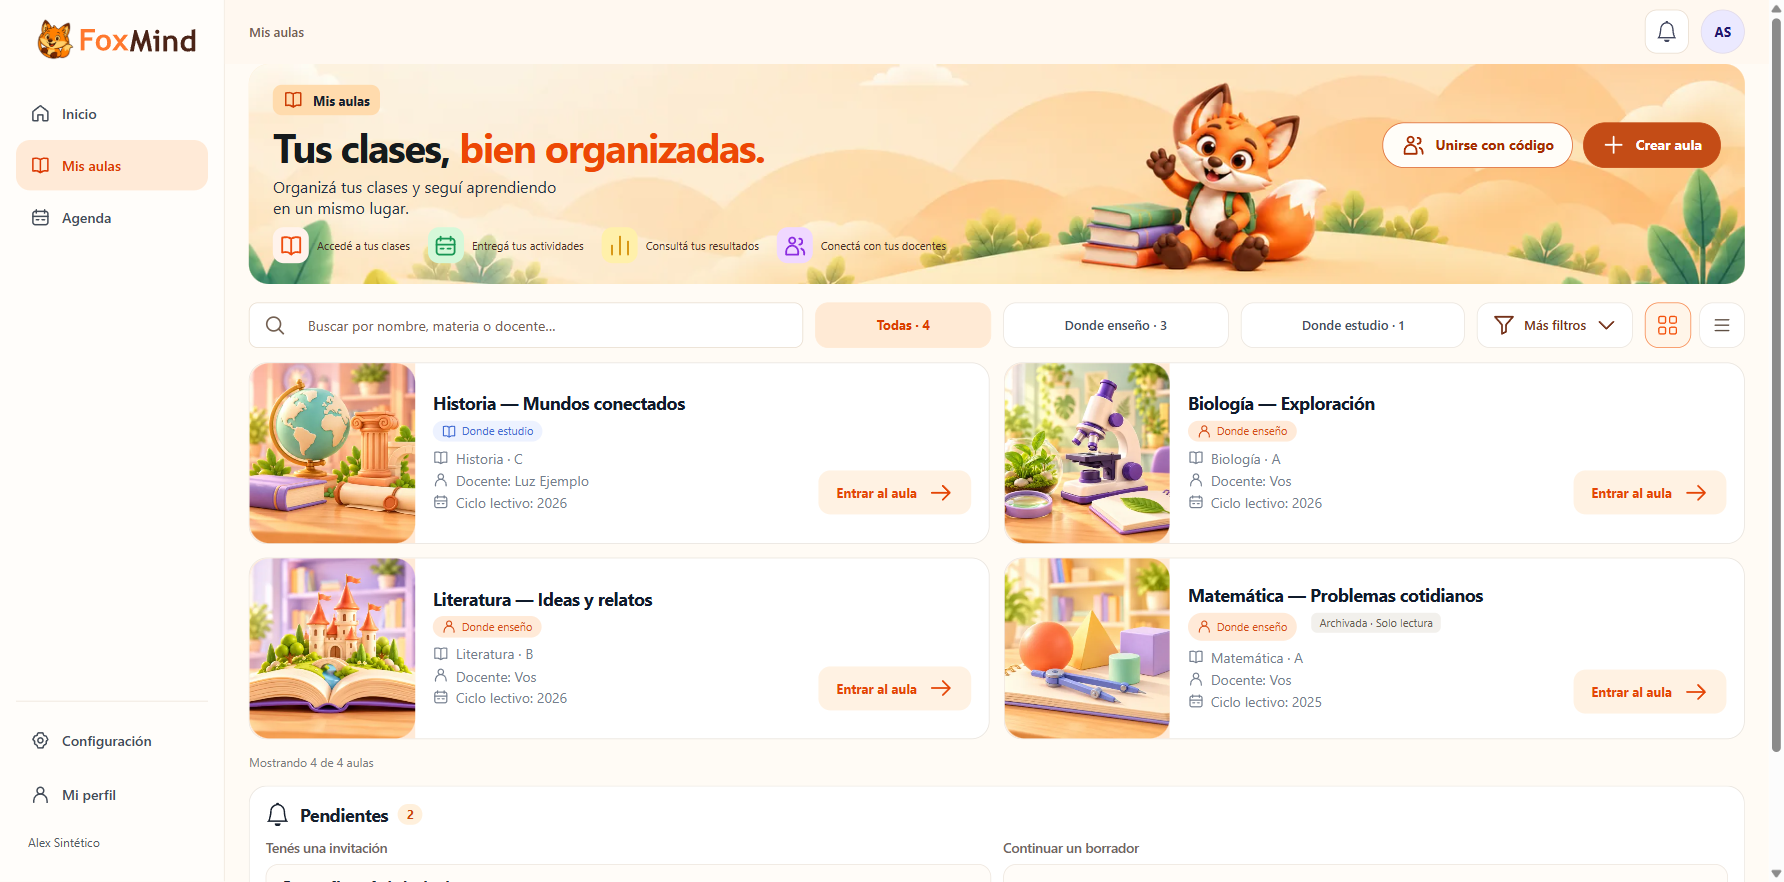 FoxMind
Inicio
Mis aulas
Agenda
Configuración
Mi perfil
Alex Sintético
Mis aulas
AS
Mis aulas
Tus clases, bien organizadas.
Organizá tus clases y seguí aprendiendo
en un mismo lugar.
Accedé a tus clases
Entregá tus actividades
Consultá tus resultados
Conectá con tus docentes
Unirse con código
Crear aula
Buscar por nombre, materia o docente...
Todas · 4
Donde enseño · 3
Donde estudio · 1
Más filtros
Historia — Mundos conectados
Donde estudio
Historia · C
Docente: Luz Ejemplo
Ciclo lectivo: 2026
Entrar al aula
Biología — Exploración
Donde enseño
Biología · A
Docente: Vos
Ciclo lectivo: 2026
Entrar al aula
Literatura — Ideas y relatos
Donde enseño
Literatura · B
Docente: Vos
Ciclo lectivo: 2026
Entrar al aula
Matemática — Problemas cotidianos
Donde enseño
Archivada · Solo lectura
Matemática · A
Docente: Vos
Ciclo lectivo: 2025
Entrar al aula
Mostrando 4 de 4 aulas
Pendientes 2
Tenés una invitación
Continuar un borrador